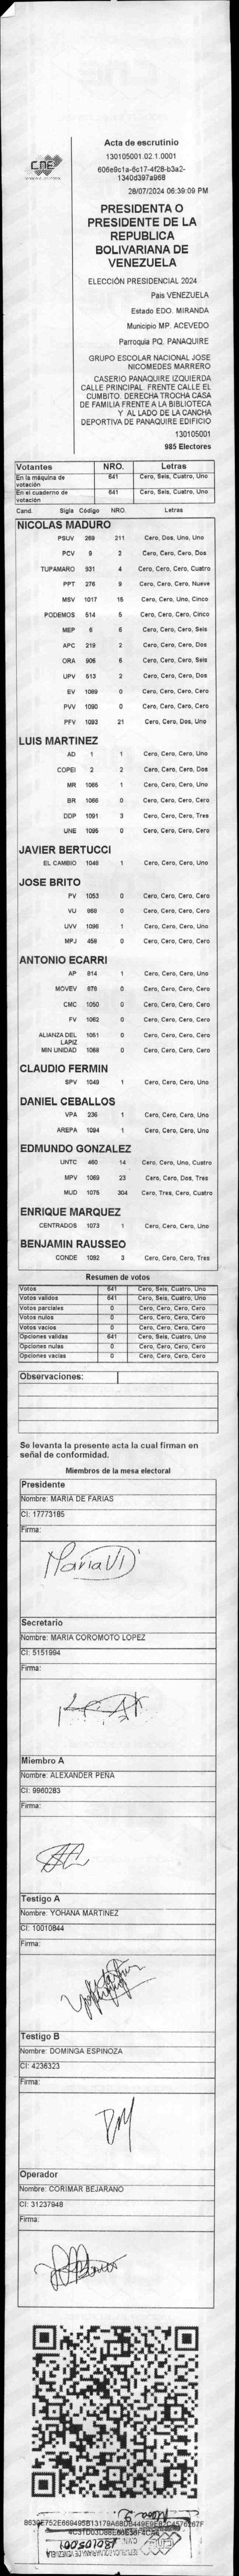 CNE
Acta de escrutinio
130105001.02.1.0001
606e9c1a-6c17-4f28-b3a2-
1340d397a968
28/07/2024 06:39:09 PM
PRESIDENTA O
PRESIDENTE DE LA
REPUBLICA
BOLIVARIANA DE
VENEZUELA
ELECCIÓN PRESIDENCIAL 2024
Pais VENEZUELA
Estado EDO. MIRANDA
Municipio MP. ACEVEDO
Parroquia PQ. PANAQUIRE
GRUPO ESCOLAR NACIONAL JOSE
NICOMEDES MARRERO
CASERIO PANAQUIRE IZQUIERDA
CALLE PRINCIPAL. FRENTE CALLE EL
CUMBITO. DERECHA TROCHA CASA
DE FAMILIA FRENTE A LA BIBLIOTECA
Y AL LADO DE LA CANCHA
DEPORTIVA DE PANAQUIRE EDIFICIO
130105001
985 Electores
Votantes NRO. Letras
En la máquina de votación 641 Cero, Seis, Cuatro, Uno
En el cuaderno de votación 641 Cero, Seis, Cuatro, Uno
Cand. Sigla Código NRO. Letras
NICOLAS MADURO
PSUV 269 211 Cero, Dos, Uno, Uno
PCV 9 2 Cero, Cero, Cero, Dos
TUPAMARO 931 4 Cero, Cero, Cero, Cuatro
PPT 276 9 Cero, Cero, Cero, Nueve
MSV 1017 15 Cero, Cero, Uno, Cinco
PODEMOS 514 5 Cero, Cero, Cero, Cinco
MEP 6 6 Cero, Cero, Cero, Seis
APC 219 2 Cero, Cero, Cero, Dos
ORA 906 6 Cero, Cero, Cero, Seis
UPV 513 2 Cero, Cero, Cero, Dos
EV 1089 0 Cero, Cero, Cero, Cero
PVV 1090 0 Cero, Cero, Cero, Cero
PFV 1093 21 Cero, Cero, Dos, Uno
LUIS MARTINEZ
AD 1 1 Cero, Cero, Cero, Uno
COPEI 2 2 Cero, Cero, Cero, Dos
MR 1065 1 Cero, Cero, Cero, Uno
BR 1066 0 Cero, Cero, Cero, Cero
DDP 1091 3 Cero, Cero, Cero, Tres
UNE 1095 0 Cero, Cero, Cero, Cero
JAVIER BERTUCCI
EL CAMBIO 1048 1 Cero, Cero, Cero, Uno
JOSE BRITO
PV 1053 0 Cero, Cero, Cero, Cero
VU 868 0 Cero, Cero, Cero, Cero
UVV 1096 1 Cero, Cero, Cero, Uno
MPJ 458 0 Cero, Cero, Cero, Cero
ANTONIO ECARRI
AP 814 1 Cero, Cero, Cero, Uno
MOVEV 878 0 Cero, Cero, Cero, Cero
CMC 1050 0 Cero, Cero, Cero, Cero
FV 1062 0 Cero, Cero, Cero, Cero
ALIANZA DEL LAPIZ 1051 0 Cero, Cero, Cero, Cero
MIN UNIDAD 1068 0 Cero, Cero, Cero, Cero
CLAUDIO FERMIN
SPV 1049 1 Cero, Cero, Cero, Uno
DANIEL CEBALLOS
VPA 236 1 Cero, Cero, Cero, Uno
AREPA 1094 1 Cero, Cero, Cero, Uno
EDMUNDO GONZALEZ
UNTC 460 14 Cero, Cero, Uno, Cuatro
MPV 1069 23 Cero, Cero, Dos, Tres
MUD 1075 304 Cero, Tres, Cero, Cuatro
ENRIQUE MARQUEZ
CENTRADOS 1073 1 Cero, Cero, Cero, Uno
BENJAMIN RAUSSEO
CONDE 1092 3 Cero, Cero, Cero, Tres
Resumen de votos
Votos 641 Cero, Seis, Cuatro, Uno
Votos validos 641 Cero, Seis, Cuatro, Uno
Votos parciales 0 Cero, Cero, Cero, Cero
Votos nulos 0 Cero, Cero, Cero, Cero
Votos vacios 0 Cero, Cero, Cero, Cero
Opciones validas 641 Cero, Seis, Cuatro, Uno
Opciones nulas 0 Cero, Cero, Cero, Cero
Opciones vacias 0 Cero, Cero, Cero, Cero
Observaciones:
Se levanta la presente acta la cual firman en
señal de conformidad.
Miembros de la mesa electoral
Presidente
Nombre: MARIA DE FARIAS
CI: 17773185
Firma:
Secretario
Nombre: MARIA COROMOTO LOPEZ
CI: 5151994
Firma:
Miembro A
Nombre: ALEXANDER PEÑA
CI: 9960283
Firma:
Testigo A
Nombre: YOHANA MARTINEZ
CI: 10010844
Firma:
Testigo B
Nombre: DOMINGA ESPINOZA
CI: 4236323
Firma:
Operador
Nombre: CORIMAR BEJARANO
CI: 31237948
Firma:
130105001
CNE